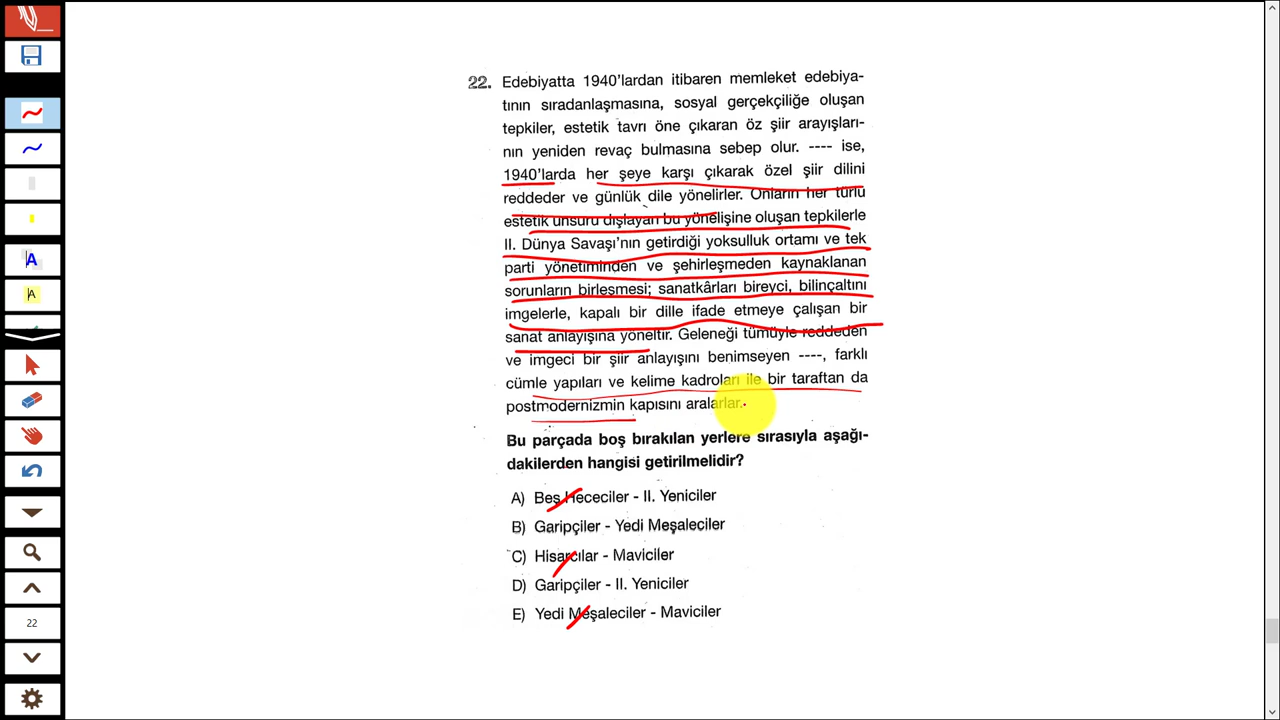 22. Edebiyatta 1940'lardan itibaren memleket edebiya-
tının sıradanlaşmasına, sosyal gerçekçiliğe oluşan
tepkiler, estetik tavrı öne çıkaran öz şiir arayışları-
nın yeniden revaç bulmasına sebep olur. ---- ise,
1940'larda her şeye karşı çıkarak özel şiir dilini
reddeder ve günlük dile yönelirler. Onların her türlü
estetik unsuru dışlayan bu yönelişine oluşan tepkilerle
II. Dünya Savaşı'nın getirdiği yoksulluk ortamı ve tek
parti yönetiminden ve şehirleşmeden kaynaklanan
sorunların birleşmesi; sanatkârları bireyci, bilinçaltını
imgelerle, kapalı bir dille ifade etmeye çalışan bir
sanat anlayışına yöneltir. Geleneği tümüyle reddeden
ve imgeci bir şiir anlayışını benimseyen ----, farklı
cümle yapıları ve kelime kadroları ile bir taraftan da
postmodernizmin kapısını aralarlar.
Bu parçada boş bırakılan yerlere sırasıyla aşağı-
dakilerden hangisi getirilmelidir?
A) Beş Hececiler - II. Yeniciler
B) Garipçiler - Yedi Meşaleciler
C) Hisarcılar - Maviciler
D) Garipçiler - II. Yeniciler
E) Yedi Meşaleciler - Maviciler
A
A
22